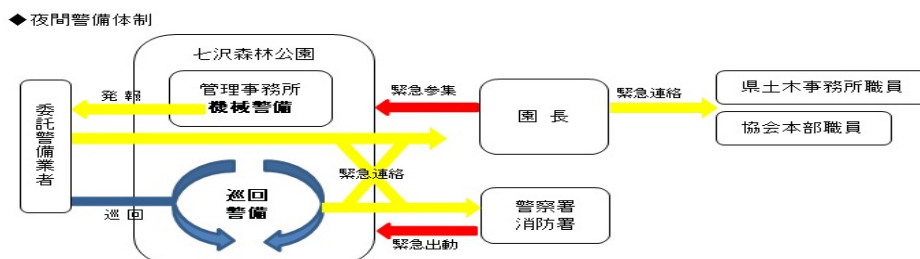 ◆夜間警備体制
七沢森林公園
管理事務所
機械警備
発報
委託警備業者
巡回
巡回
警備
緊急連絡
緊急参集
園長
緊急連絡
県土木事務所職員
協会本部職員
警察署
消防署
緊急出動